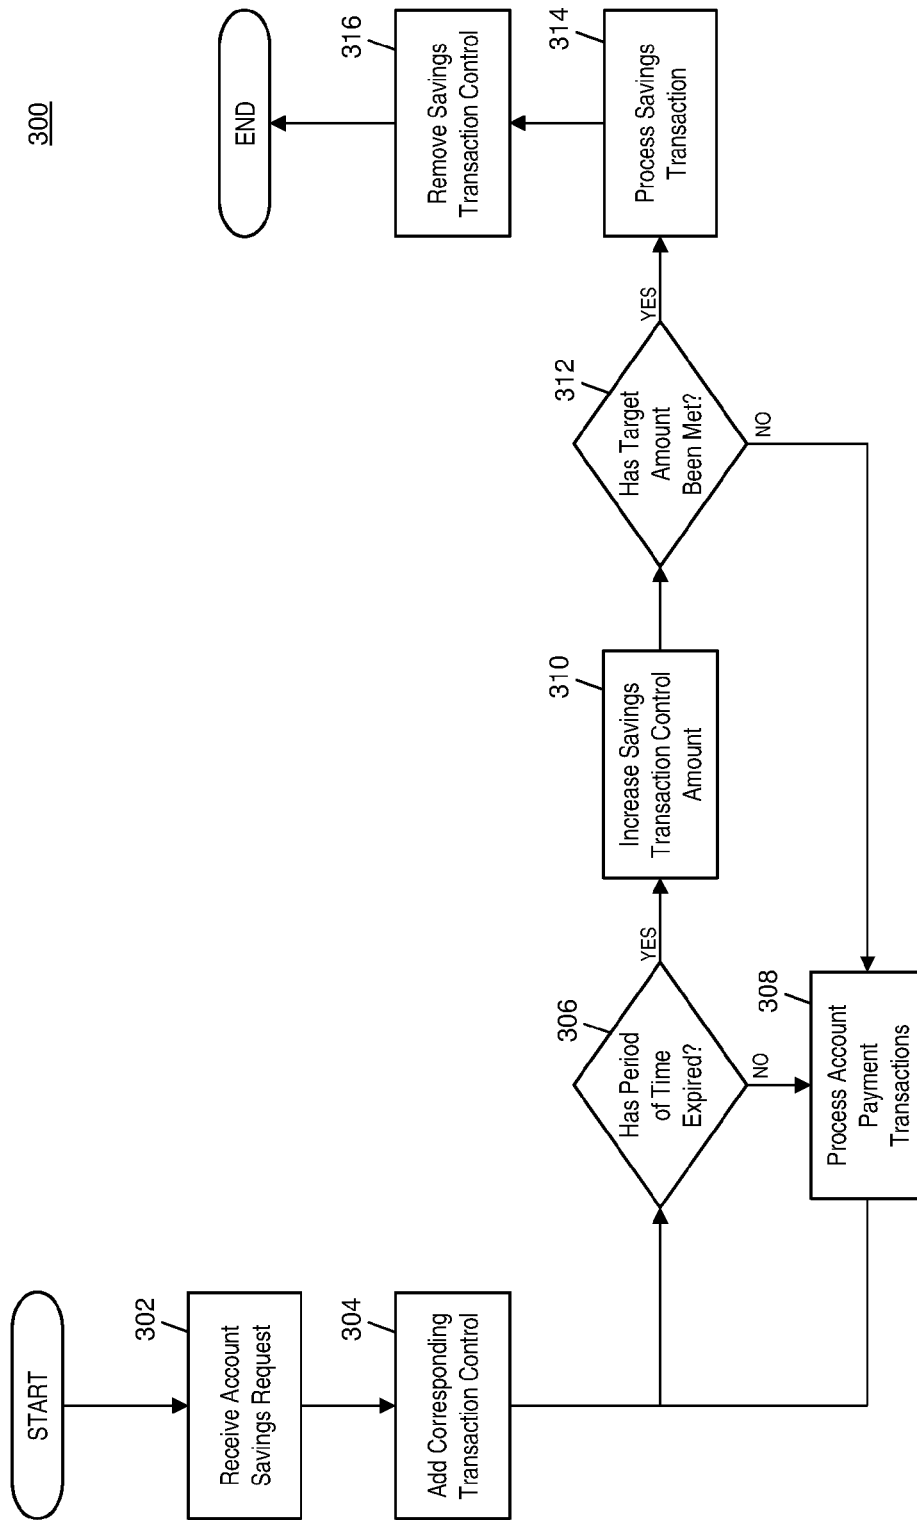 300
START
302
Receive Account
Savings Request
304
Add Corresponding
Transaction Control
306
Has Period
of Time
Expired?
YES
NO
308
Process Account
Payment
Transactions
310
Increase Savings
Transaction Control
Amount
312
Has Target
Amount
Been Met?
YES
NO
314
Process Savings
Transaction
316
Remove Savings
Transaction Control
END